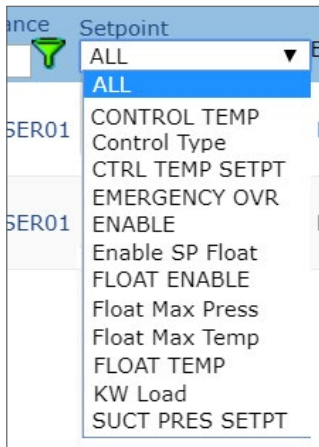 ance Setpoint
ALL
ALL
CONTROL TEMP
SER01
Control Type
CTRL TEMP SETPT
EMERGENCY OVR
SER01
ENABLE
Enable SP Float
FLOAT ENABLE
Float Max Press
Float Max Temp
FLOAT TEMP
KW Load
SUCT PRES SETPT